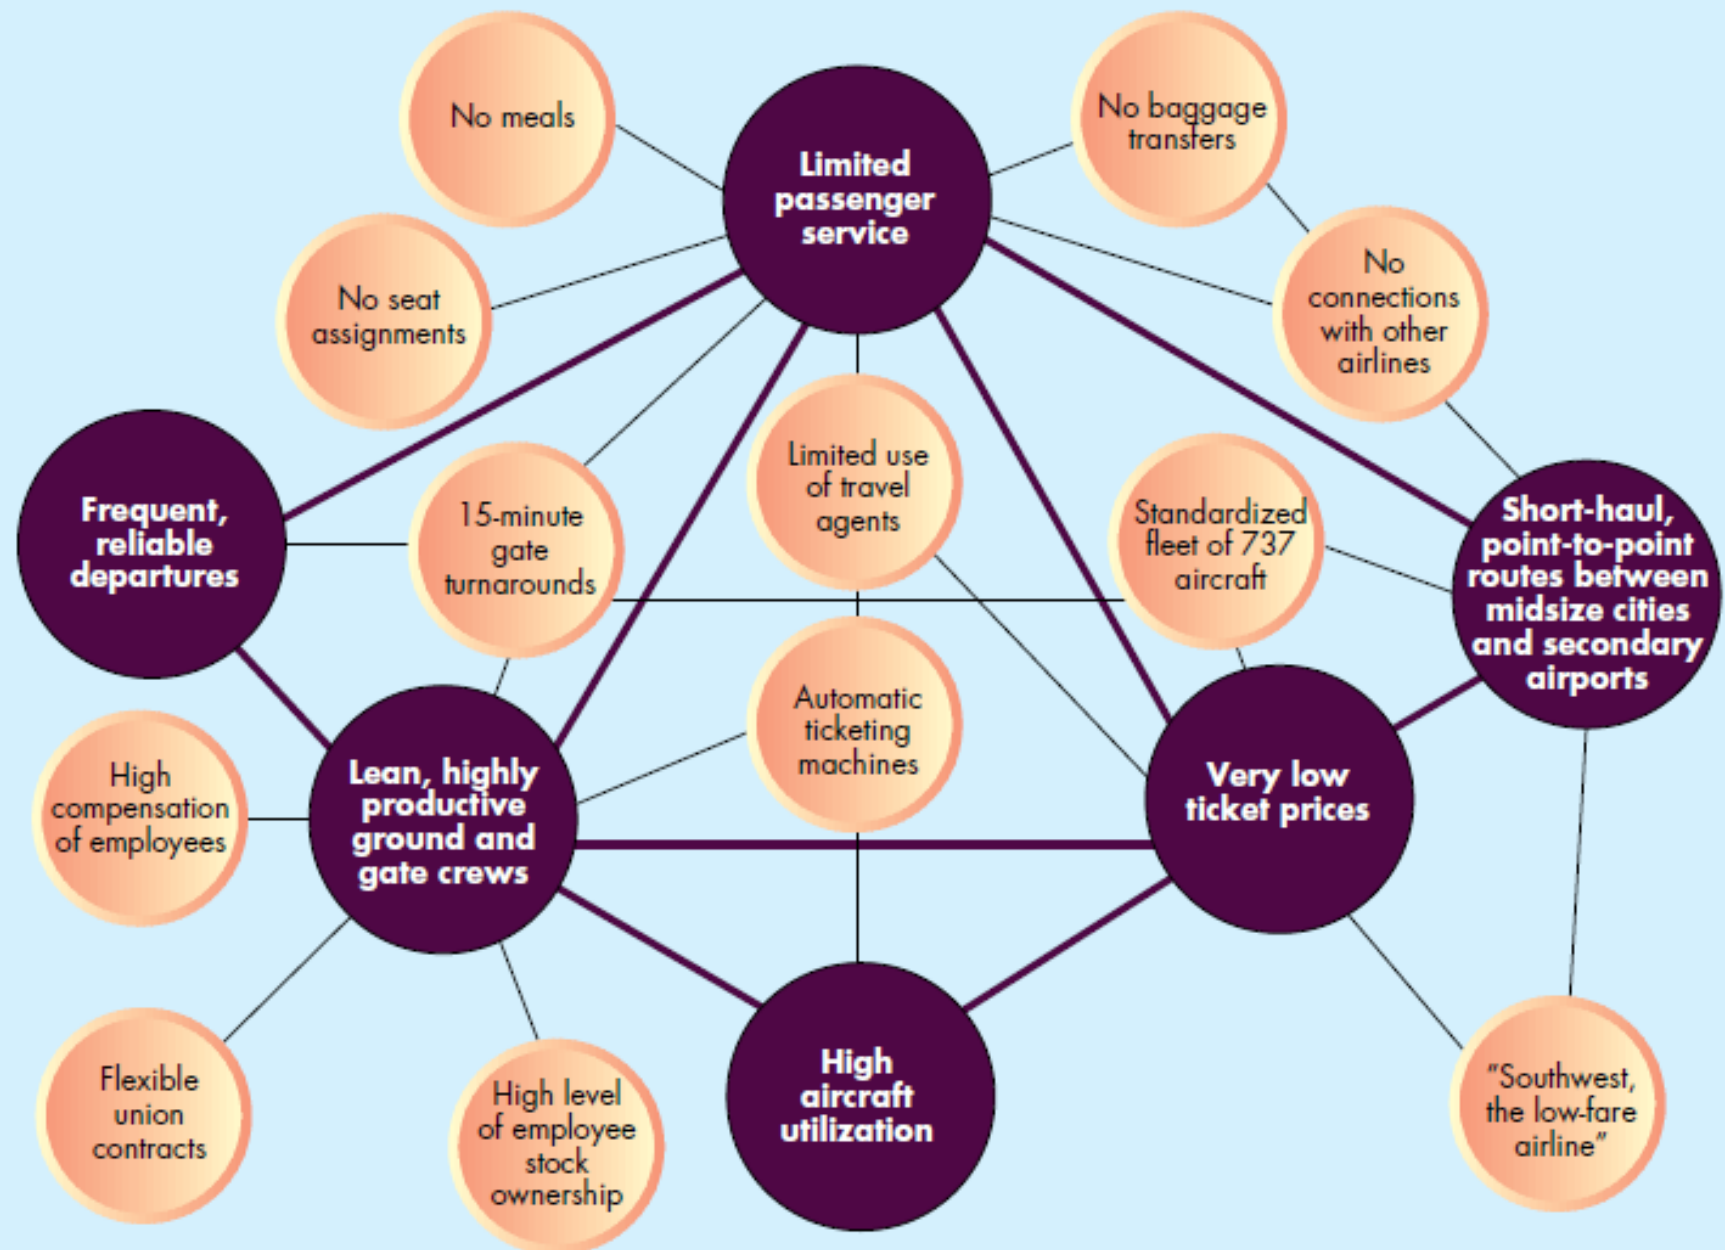 No meals
Limited
passenger
service
No baggage
transfers
No seat
assignments
No
connections
with other
airlines
Frequent,
reliable
departures
15-minute
gate
turnarounds
Limited use
of travel
agents
Standardized
fleet of 737
aircraft
Short-haul,
point-to-point
routes between
midsize cities
and secondary
airports
High
compensation
of employees
Lean, highly
productive
ground and
gate crews
Automatic
ticketing
machines
Very low
ticket prices
Flexible
union
contracts
High level
of employee
stock
ownership
High
aircraft
utilization
"Southwest,
the low-fare
airline"